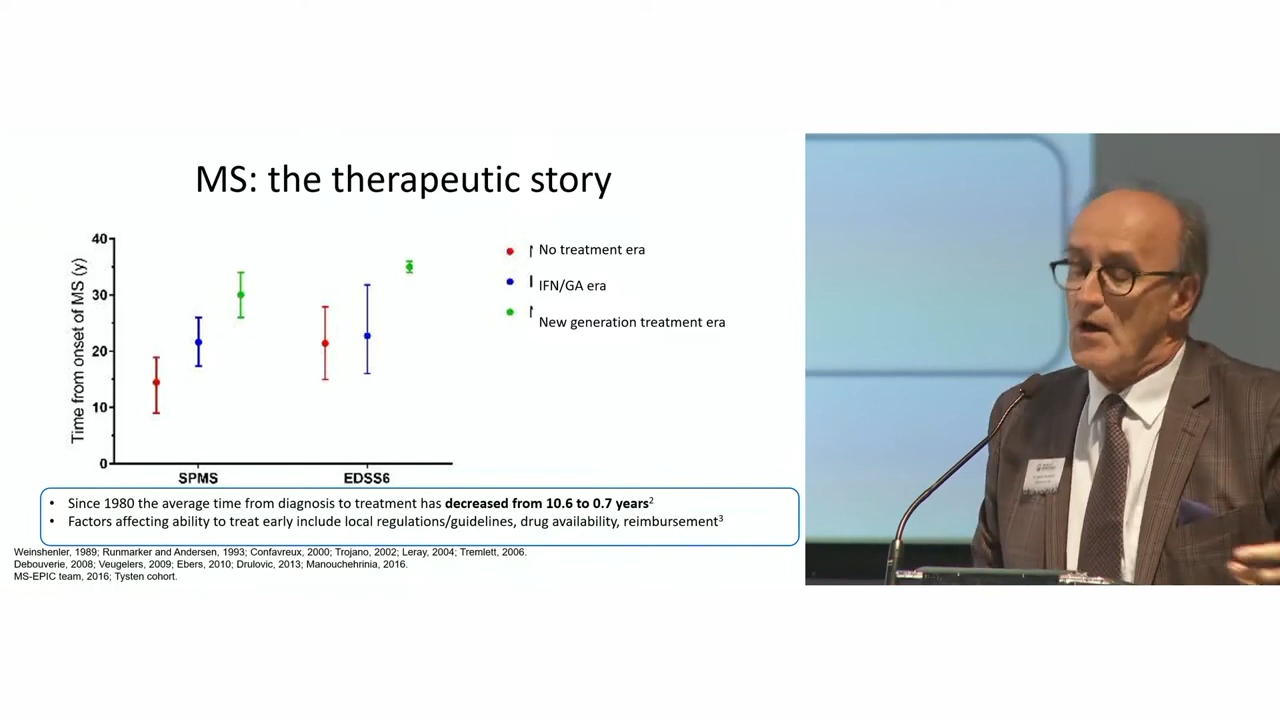 MS: the therapeutic story
Time from onset of MS (y)
40
30
20
10
0
SPMS
EDSS6
No treatment era
IFN/GA era
New generation treatment era
• Since 1980 the average time from diagnosis to treatment has decreased from 10.6 to 0.7 years2
• Factors affecting ability to treat early include local regulations/guidelines, drug availability, reimbursement3
Weinshenler, 1989; Runmarker and Andersen, 1993; Confavreux, 2000; Trojano, 2002; Leray, 2004; Tremlett, 2006.
Debouverie, 2008; Veugelers, 2009; Ebers, 2010; Drulovic, 2013; Manouchehrinia, 2016.
MS-EPIC team, 2016; Tysten cohort.